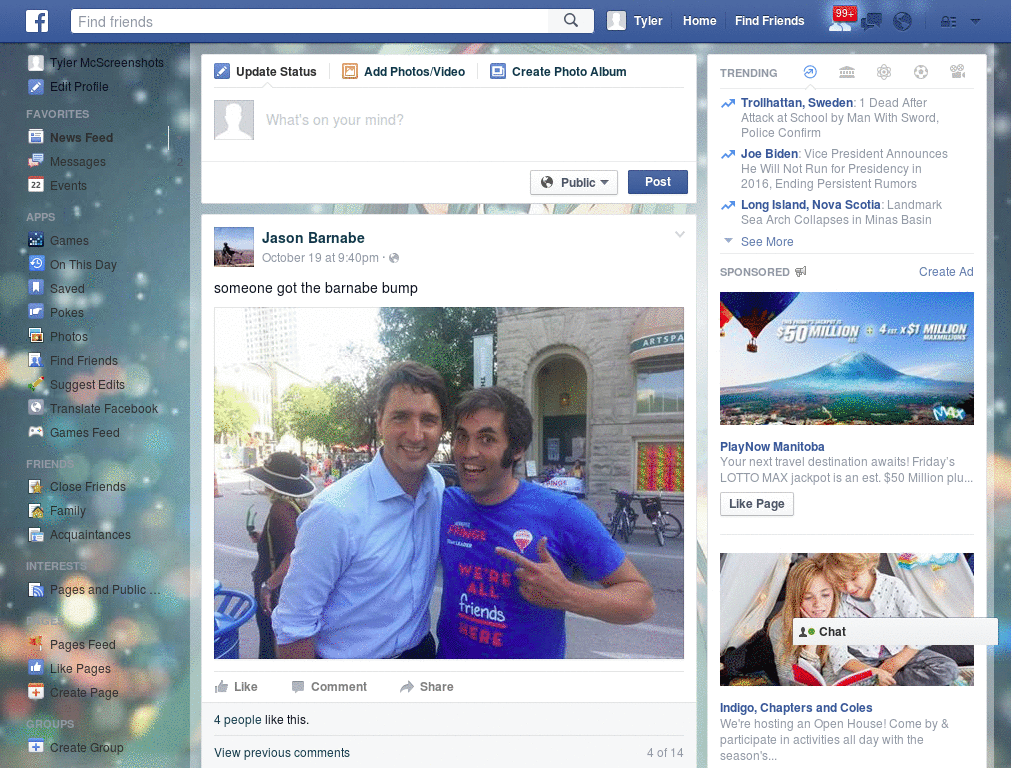 Find friends
Tyler
Home
Find Friends
99+
Tyler McScreenshots
Edit Profile
FAVORITES
News Feed
Messages
2
Events
APPS
Games
On This Day
Saved
Pokes
Photos
Find Friends
Suggest Edits
Translate Facebook
Games Feed
FRIENDS
Close Friends
Family
Acquaintances
INTERESTS
Pages and Public ...
PAGES
Pages Feed
Like Pages
Create Page
GROUPS
Create Group
Update Status
Add Photos/Video
Create Photo Album
What's on your mind?
Public
Post
Jason Barnabe
October 19 at 9:40pm ·
someone got the barnabe bump
ARTSPA
FRINGE
WE'RE
ALL
friends
HERE
Like
Comment
Share
4 people like this.
View previous comments
4 of 14
TRENDING
Trollhattan, Sweden: 1 Dead After
Attack at School by Man With Sword,
Police Confirm
Joe Biden: Vice President Announces
He Will Not Run for Presidency in
2016, Ending Persistent Rumors
Long Island, Nova Scotia: Landmark
Sea Arch Collapses in Minas Basin
See More
SPONSORED
Create Ad
THIS FRIDAY'S JACKPOT IS
$50 MILLION
4 EST. X $1 MILLION
MAXMILLIONS
MAX
PlayNow Manitoba
Your next travel destination awaits! Friday's
LOTTO MAX jackpot is an est. $50 Million plu...
Like Page
Chat
Indigo, Chapters and Coles
We're hosting an Open House! Come by &
participate in activities all day with the
season's...